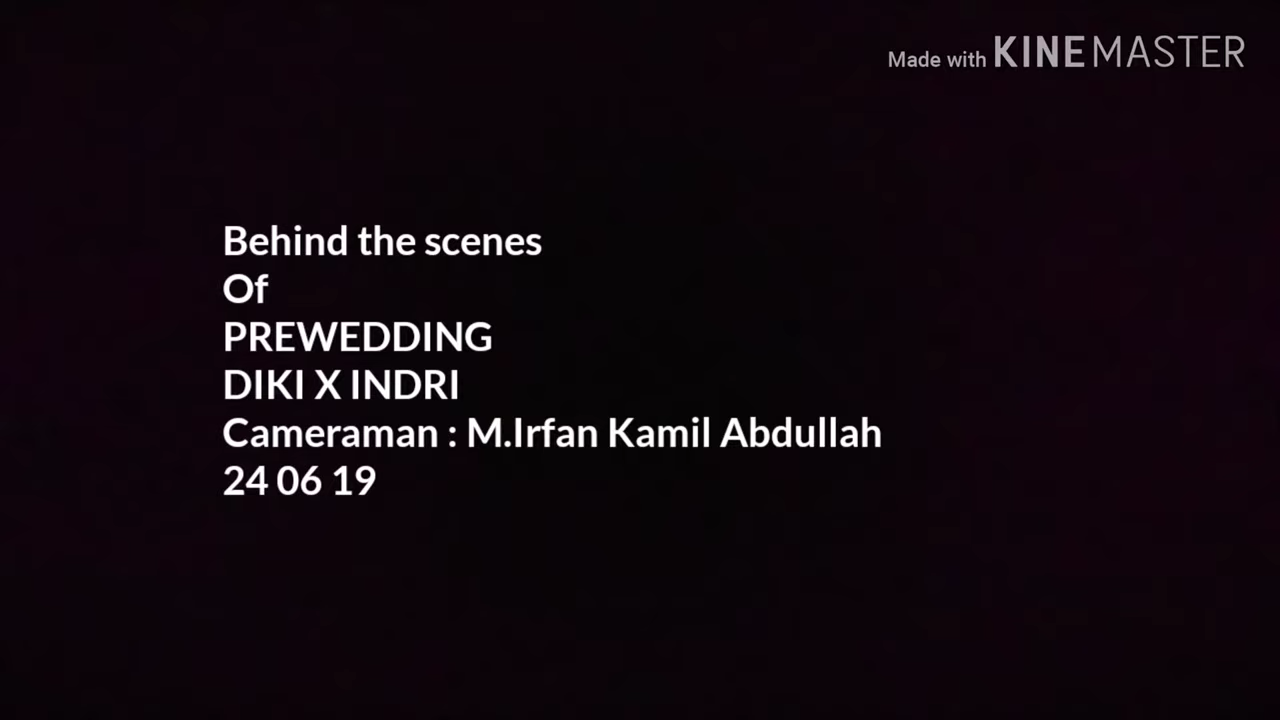 Made with KINEMASTER
Behind the scenes
Of
PREWEDDING
DIKI X INDRI
Cameraman : M.Irfan Kamil Abdullah
24 06 19